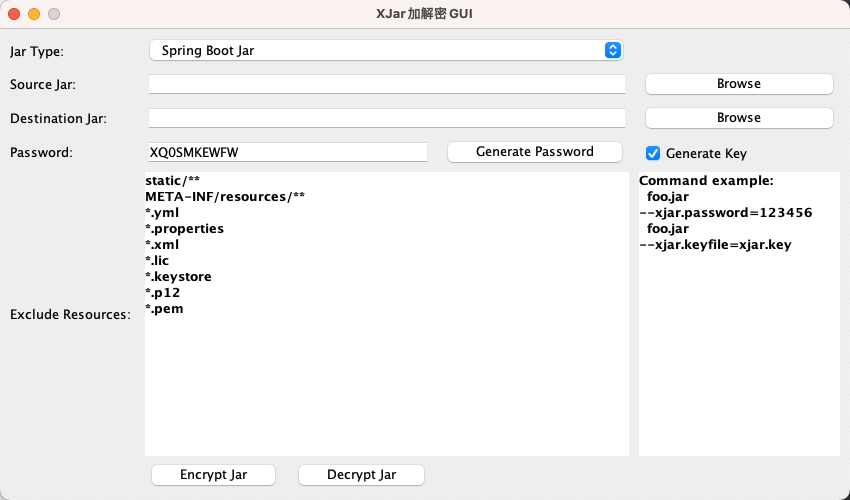 XJar加解密GUI
Jar Type: Spring Boot Jar
Source Jar: Browse
Destination Jar: Browse
Password: XQ0SMKEWFW Generate Password Generate Key
Exclude Resources:
static/**
META-INF/resources/**
*.yml
*.properties
*.xml
*.lic
*.keystore
*.p12
*.pem
Command example:
foo.jar
--xjar.password=123456
foo.jar
--xjar.keyfile=xjar.key
Encrypt Jar Decrypt Jar